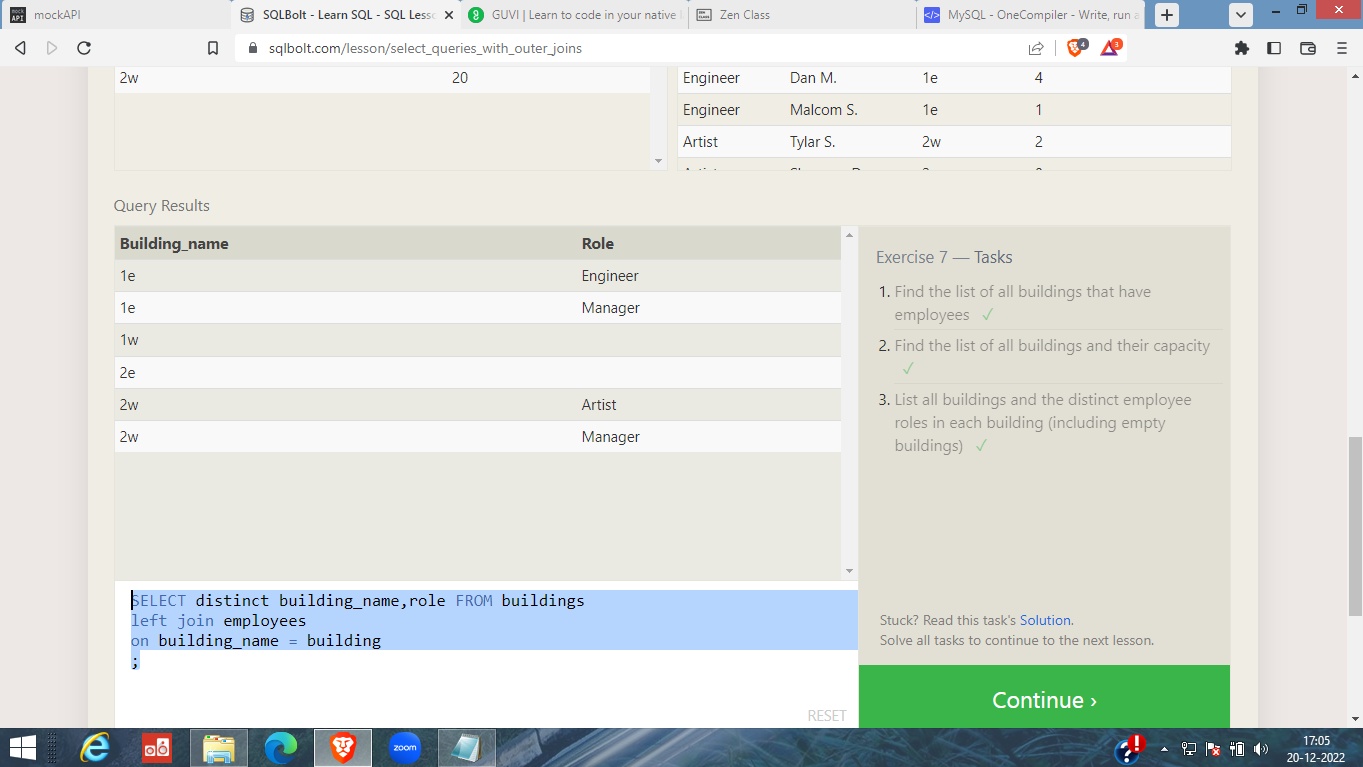 mock API mockAPI
SQLBolt - Learn SQL - SQL Less
GUVI | Learn to code in your native
Zen Class
MySQL - OneCompiler - Write, run a
sqlbolt.com/lesson/select_queries_with_outer_joins
4
3
2w 20
Engineer Dan M. 1e 4
Engineer Malcom S. 1e 1
Artist Tylar S. 2w 2
Query Results
Building_name Role
1e Engineer
1e Manager
1w
2e
2w Artist
2w Manager
Exercise 7 — Tasks
1. Find the list of all buildings that have
employees ✓
2. Find the list of all buildings and their capacity
✓
3. List all buildings and the distinct employee
roles in each building (including empty
buildings) ✓
SELECT distinct building_name,role FROM buildings
left join employees
on building_name = building
;
RESET
Stuck? Read this task's Solution.
Solve all tasks to continue to the next lesson.
Continue ›
zoom
17:05
20-12-2022